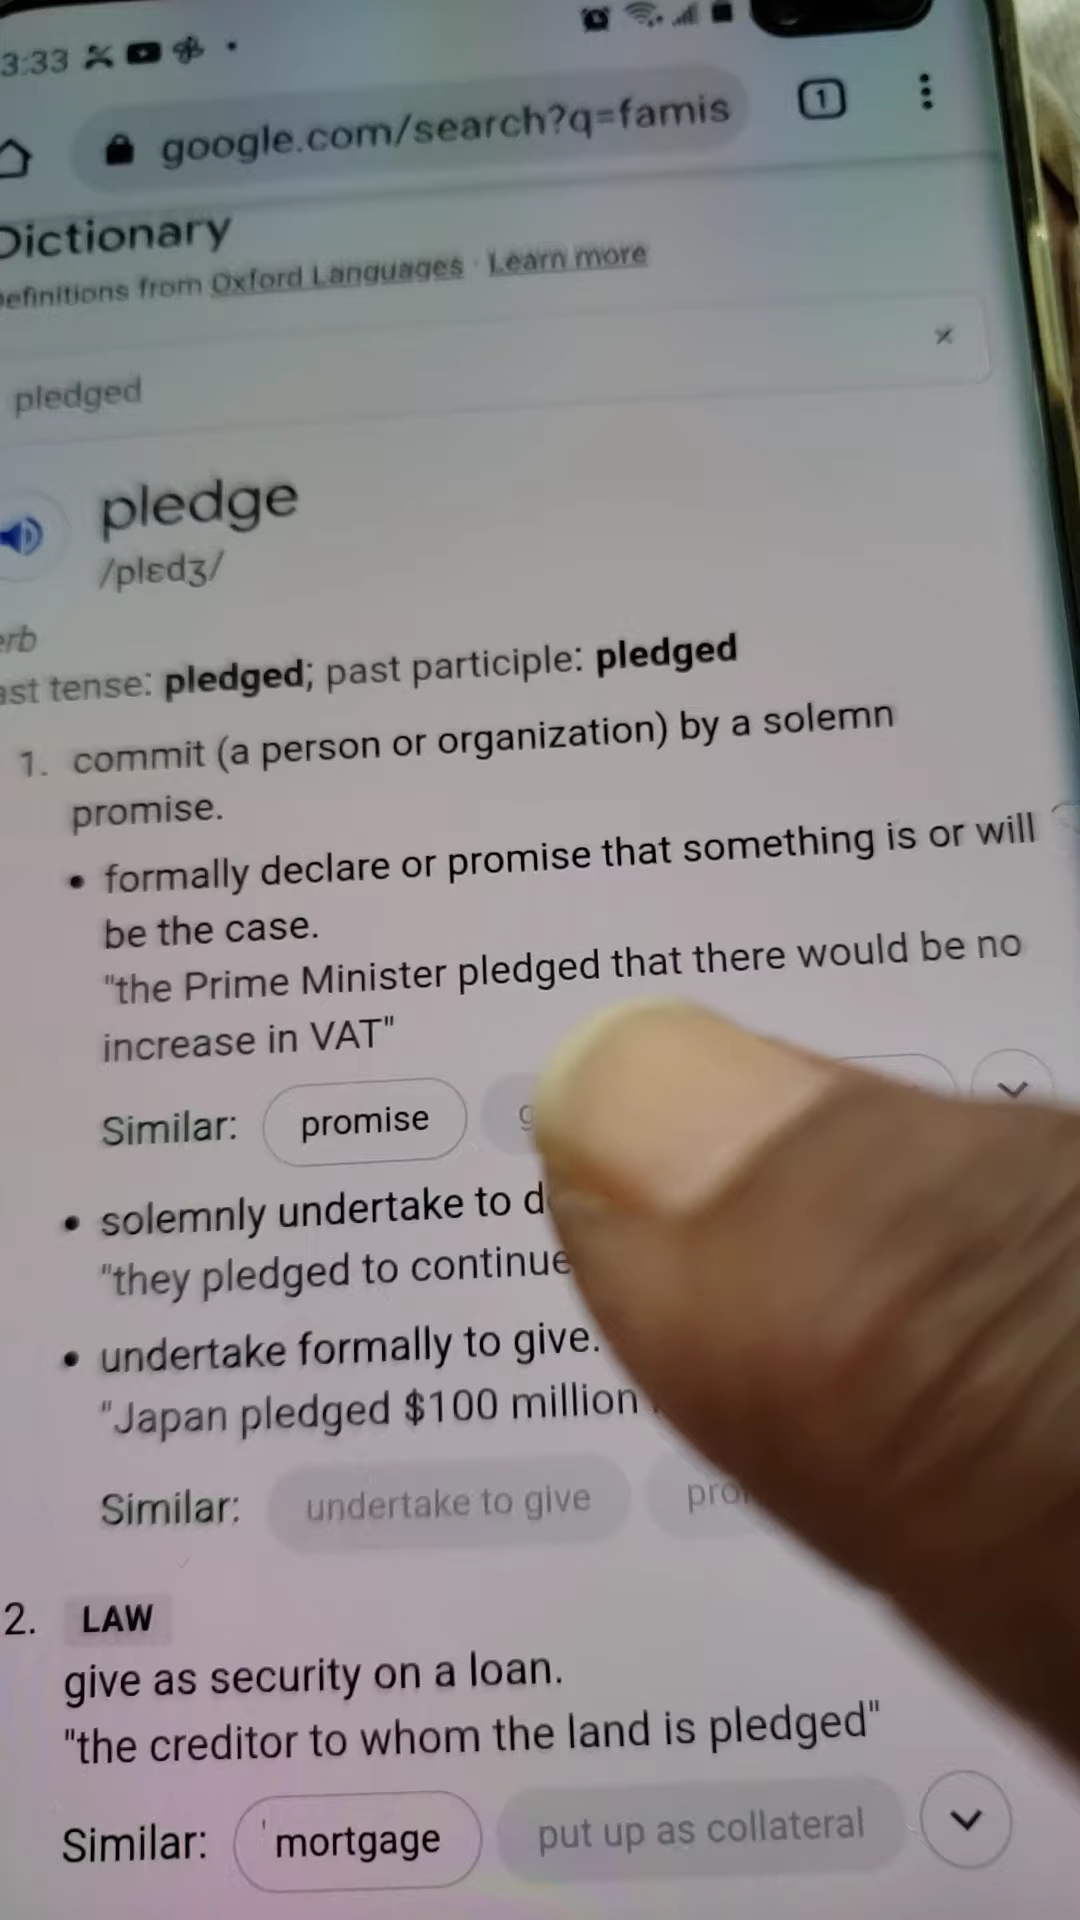 3:33
1
google.com/search?q=famis
Dictionary
Definitions from Oxford Languages · Learn more
pledged
pledge
/plɛdʒ/
erb
ast tense: pledged; past participle: pledged
1. commit (a person or organization) by a solemn
promise.
• formally declare or promise that something is or will
be the case.
"the Prime Minister pledged that there would be no
increase in VAT"
Similar: promise
• solemnly undertake to d
"they pledged to continue
• undertake formally to give.
"Japan pledged $100 million
Similar: undertake to give
2. LAW
give as security on a loan.
"the creditor to whom the land is pledged"
Similar: mortgage put up as collateral